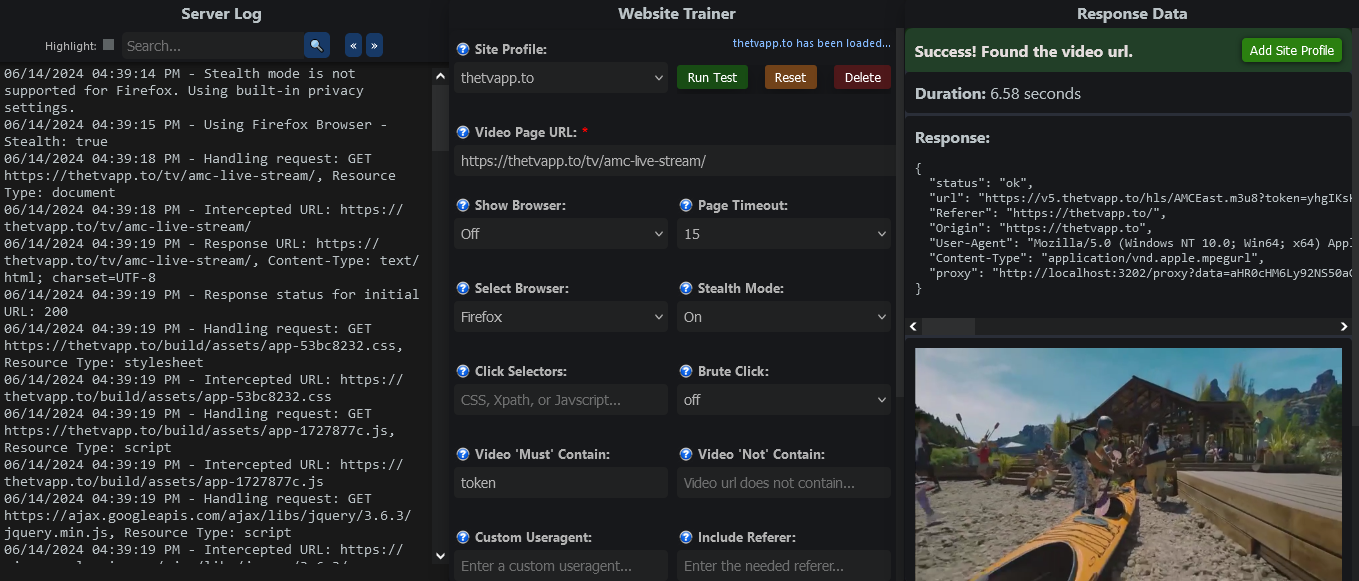 Server Log
Highlight:
Search...
«
»
06/14/2024 04:39:14 PM - Stealth mode is not
supported for Firefox. Using built-in privacy
settings.
06/14/2024 04:39:15 PM - Using Firefox Browser -
Stealth: true
06/14/2024 04:39:18 PM - Handling request: GET
https://thetvapp.to/tv/amc-live-stream/, Resource
Type: document
06/14/2024 04:39:18 PM - Intercepted URL: https://
thetvapp.to/tv/amc-live-stream/
06/14/2024 04:39:19 PM - Response URL: https://
thetvapp.to/tv/amc-live-stream/, Content-Type: text/
html; charset=UTF-8
06/14/2024 04:39:19 PM - Response status for initial
URL: 200
06/14/2024 04:39:19 PM - Handling request: GET
https://thetvapp.to/build/assets/app-53bc8232.css,
Resource Type: stylesheet
06/14/2024 04:39:19 PM - Intercepted URL: https://
thetvapp.to/build/assets/app-53bc8232.css
06/14/2024 04:39:19 PM - Handling request: GET
https://thetvapp.to/build/assets/app-1727877c.js,
Resource Type: script
06/14/2024 04:39:19 PM - Intercepted URL: https://
thetvapp.to/build/assets/app-1727877c.js
06/14/2024 04:39:19 PM - Handling request: GET
https://ajax.googleapis.com/ajax/libs/jquery/3.6.3/
jquery.min.js, Resource Type: script
06/14/2024 04:39:19 PM - Intercepted URL: https://
Website Trainer
Site Profile:
thetvapp.to has been loaded...
thetvapp.to
Run Test
Reset
Delete
Video Page URL: *
https://thetvapp.to/tv/amc-live-stream/
Show Browser:
Page Timeout:
Off
15
Select Browser:
Stealth Mode:
Firefox
On
Click Selectors:
Brute Click:
CSS, Xpath, or Javscript...
off
Video 'Must' Contain:
Video 'Not' Contain:
token
Video url does not contain...
Custom Useragent:
Include Referer:
Enter a custom useragent...
Enter the needed referer...
Response Data
Success! Found the video url.
Add Site Profile
Duration: 6.58 seconds
Response:
{
"status": "ok",
"url": "https://v5.thetvapp.to/hls/AMCEast.m3u8?token=yhgIKs
"Referer": "https://thetvapp.to/",
"Origin": "https://thetvapp.to",
"User-Agent": "Mozilla/5.0 (Windows NT 10.0; Win64; x64) Appl
"Content-Type": "application/vnd.apple.mpegurl",
"proxy": "http://localhost:3202/proxy?data=aHR0cHM6Ly92NS50a
}